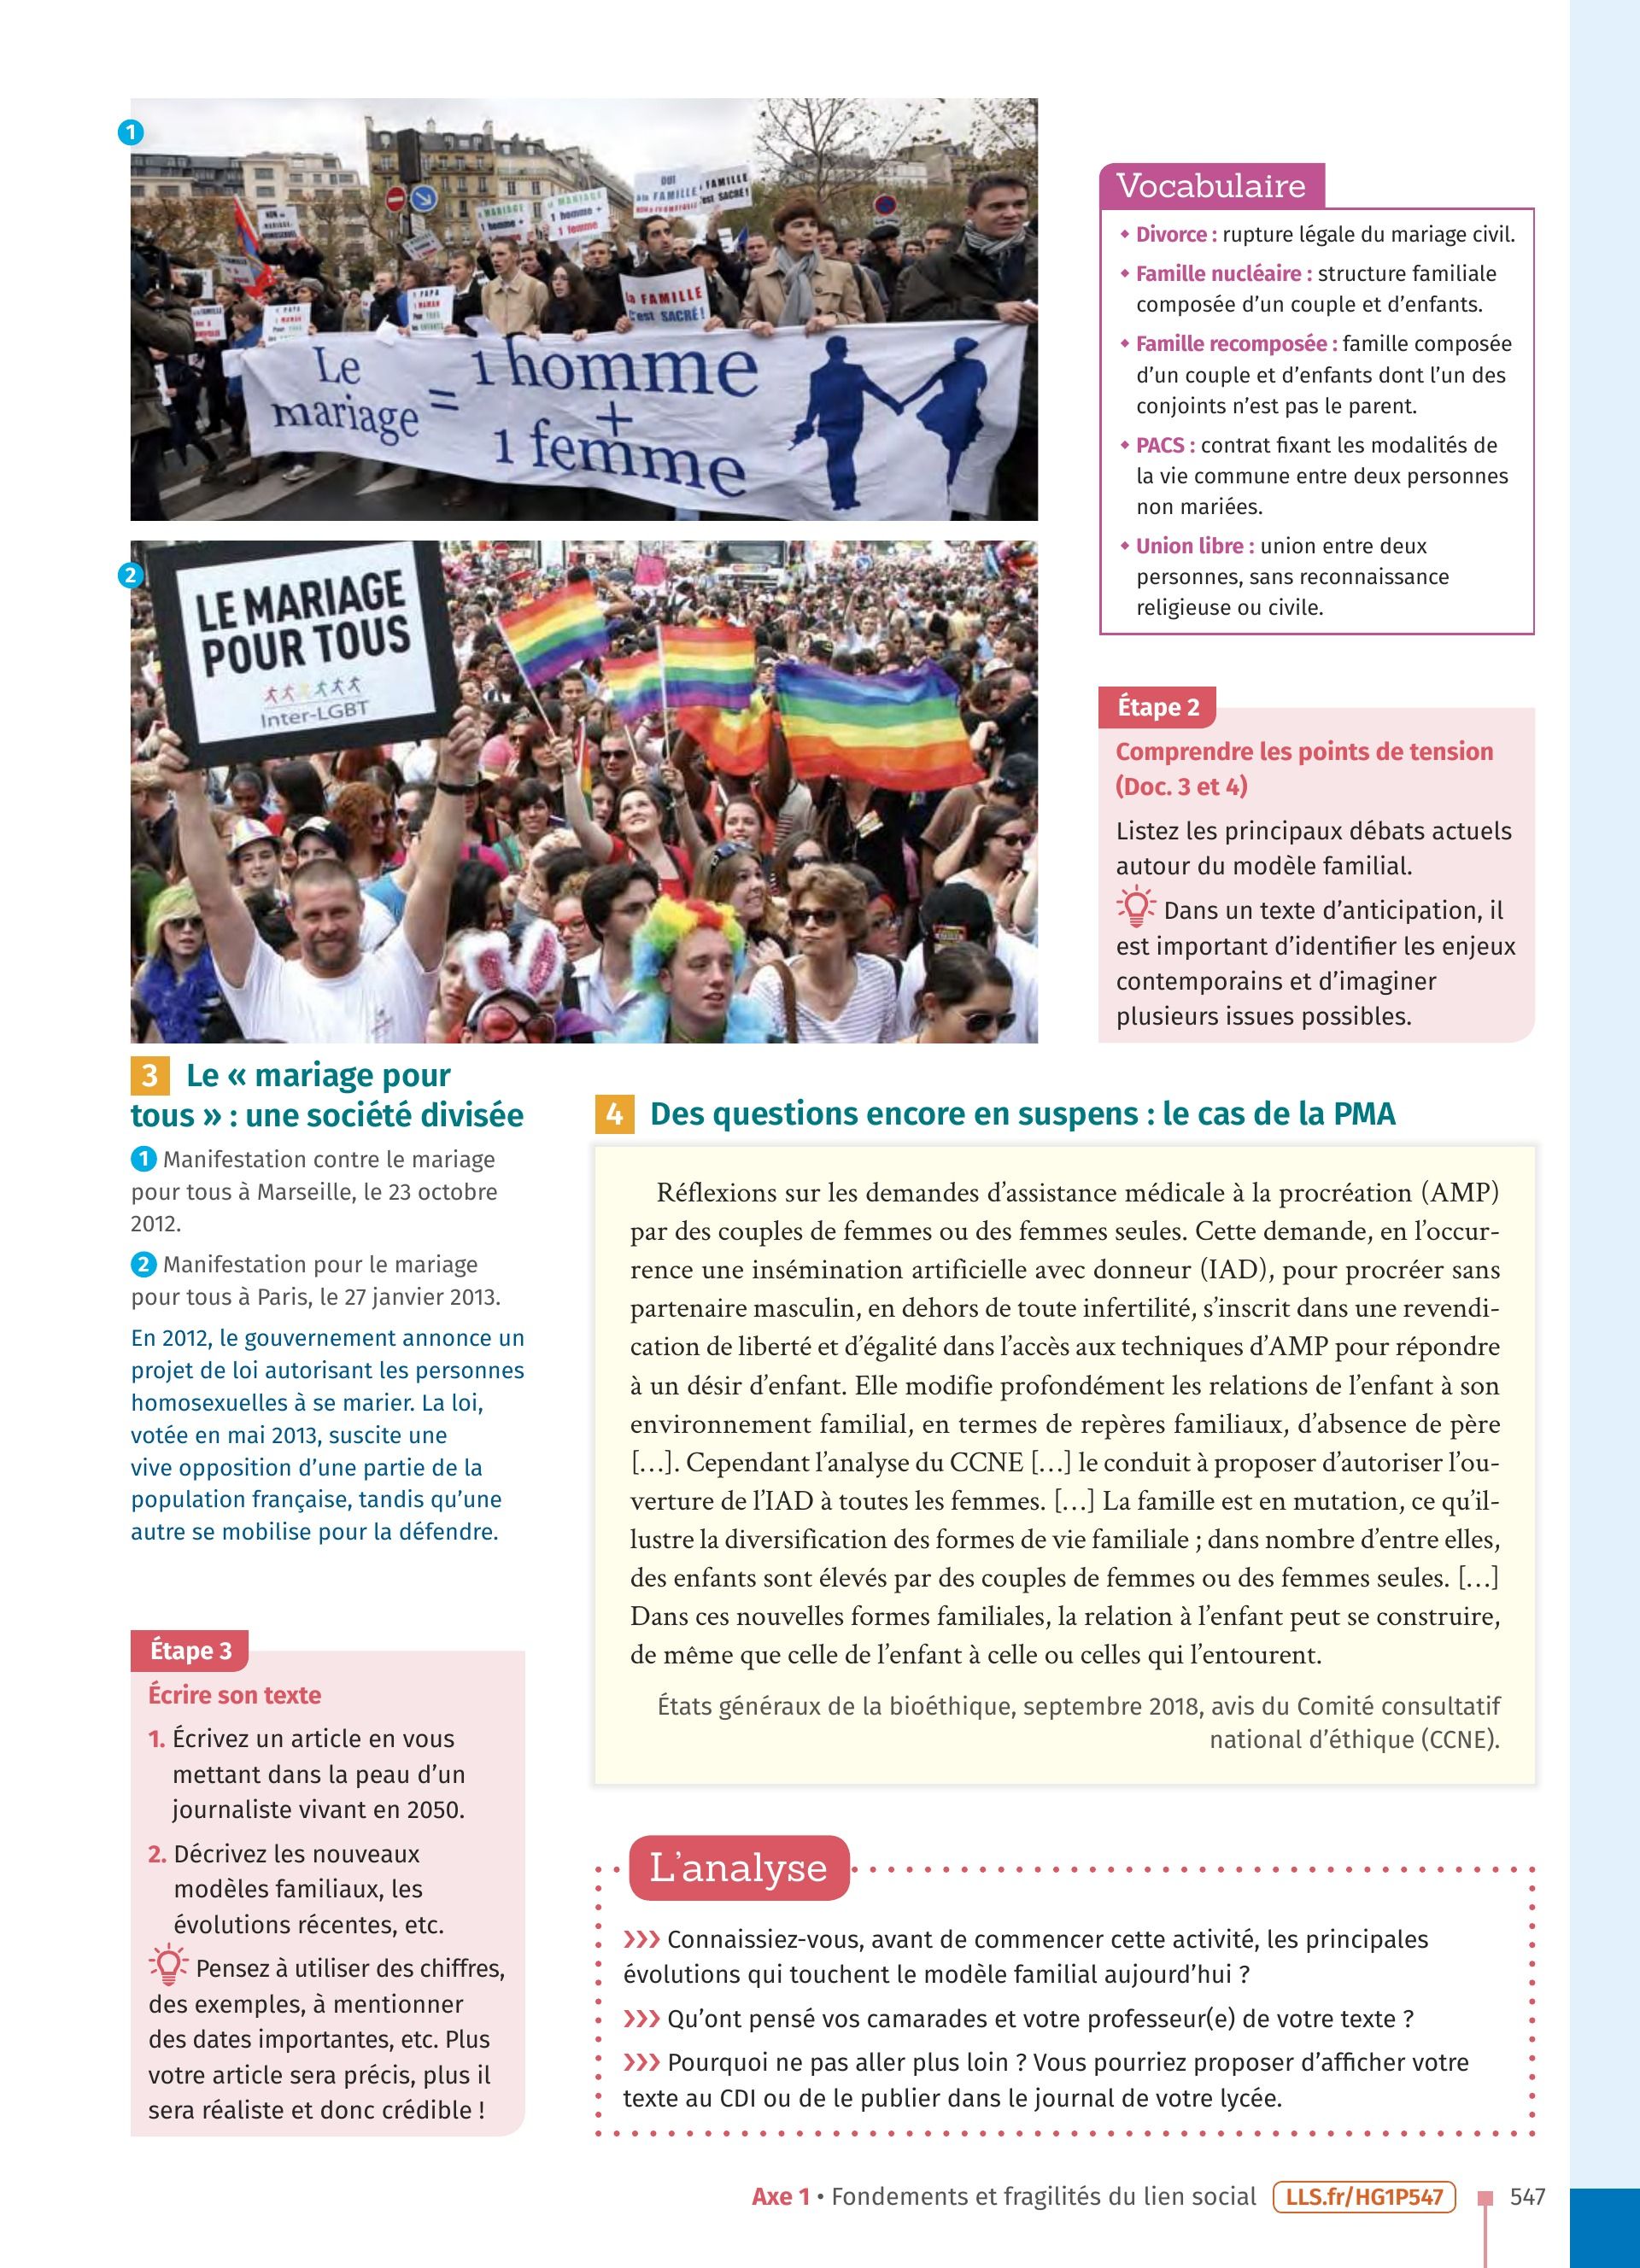 1
Le
mariage
=
1 homme
+
1 femme
la FAMILLE
C'est SACRÉ !
2
LE MARIAGE
POUR TOUS
Inter-LGBT
Vocabulaire
Divorce : rupture légale du mariage civil.
Famille nucléaire : structure familiale
composée d'un couple et d'enfants.
Famille recomposée : famille composée
d'un couple et d'enfants dont l'un des
conjoints n'est pas le parent.
PACS : contrat fixant les modalités de
la vie commune entre deux personnes
non mariées.
Union libre : union entre deux
personnes, sans reconnaissance
religieuse ou civile.
Étape 2
Comprendre les points de tension
(Doc. 3 et 4)
Listez les principaux débats actuels
autour du modèle familial.
Dans un texte d'anticipation, il
est important d'identifier les enjeux
contemporains et d'imaginer
plusieurs issues possibles.
3 Le « mariage pour
tous » : une société divisée
1 Manifestation contre le mariage
pour tous à Marseille, le 23 octobre
2012.
2 Manifestation pour le mariage
pour tous à Paris, le 27 janvier 2013.
En 2012, le gouvernement annonce un
projet de loi autorisant les personnes
homosexuelles à se marier. La loi,
votée en mai 2013, suscite une
vive opposition d'une partie de la
population française, tandis qu'une
autre se mobilise pour la défendre.
4 Des questions encore en suspens : le cas de la PMA
Réflexions sur les demandes d'assistance médicale à la procréation (AMP)
par des couples de femmes ou des femmes seules. Cette demande, en l'occur-
rence une insémination artificielle avec donneur (IAD), pour procréer sans
partenaire masculin, en dehors de toute infertilité, s'inscrit dans une revendi-
cation de liberté et d'égalité dans l'accès aux techniques d'AMP pour répondre
à un désir d'enfant. Elle modifie profondément les relations de l'enfant à son
environnement familial, en termes de repères familiaux, d'absence de père
[…]. Cependant l'analyse du CCNE […] le conduit à proposer d'autoriser l'ou-
verture de l'IAD à toutes les femmes. […] La famille est en mutation, ce qu'il-
lustre la diversification des formes de vie familiale ; dans nombre d'entre elles,
des enfants sont élevés par des couples de femmes ou des femmes seules. […]
Dans ces nouvelles formes familiales, la relation à l'enfant peut se construire,
de même que celle de l'enfant à celle ou celles qui l'entourent.
États généraux de la bioéthique, septembre 2018, avis du Comité consultatif
national d'éthique (CCNE).
Étape 3
Écrire son texte
1. Écrivez un article en vous
mettant dans la peau d'un
journaliste vivant en 2050.
2. Décrivez les nouveaux
modèles familiaux, les
évolutions récentes, etc.
Pensez à utiliser des chiffres,
des exemples, à mentionner
des dates importantes, etc. Plus
votre article sera précis, plus il
sera réaliste et donc crédible !
L'analyse
››› Connaissiez-vous, avant de commencer cette activité, les principales
évolutions qui touchent le modèle familial aujourd'hui ?
››› Qu'ont pensé vos camarades et votre professeur(e) de votre texte ?
››› Pourquoi ne pas aller plus loin ? Vous pourriez proposer d'afficher votre
texte au CDI ou de le publier dans le journal de votre lycée.
Axe 1 • Fondements et fragilités du lien social LLS.fr/HG1P547 547